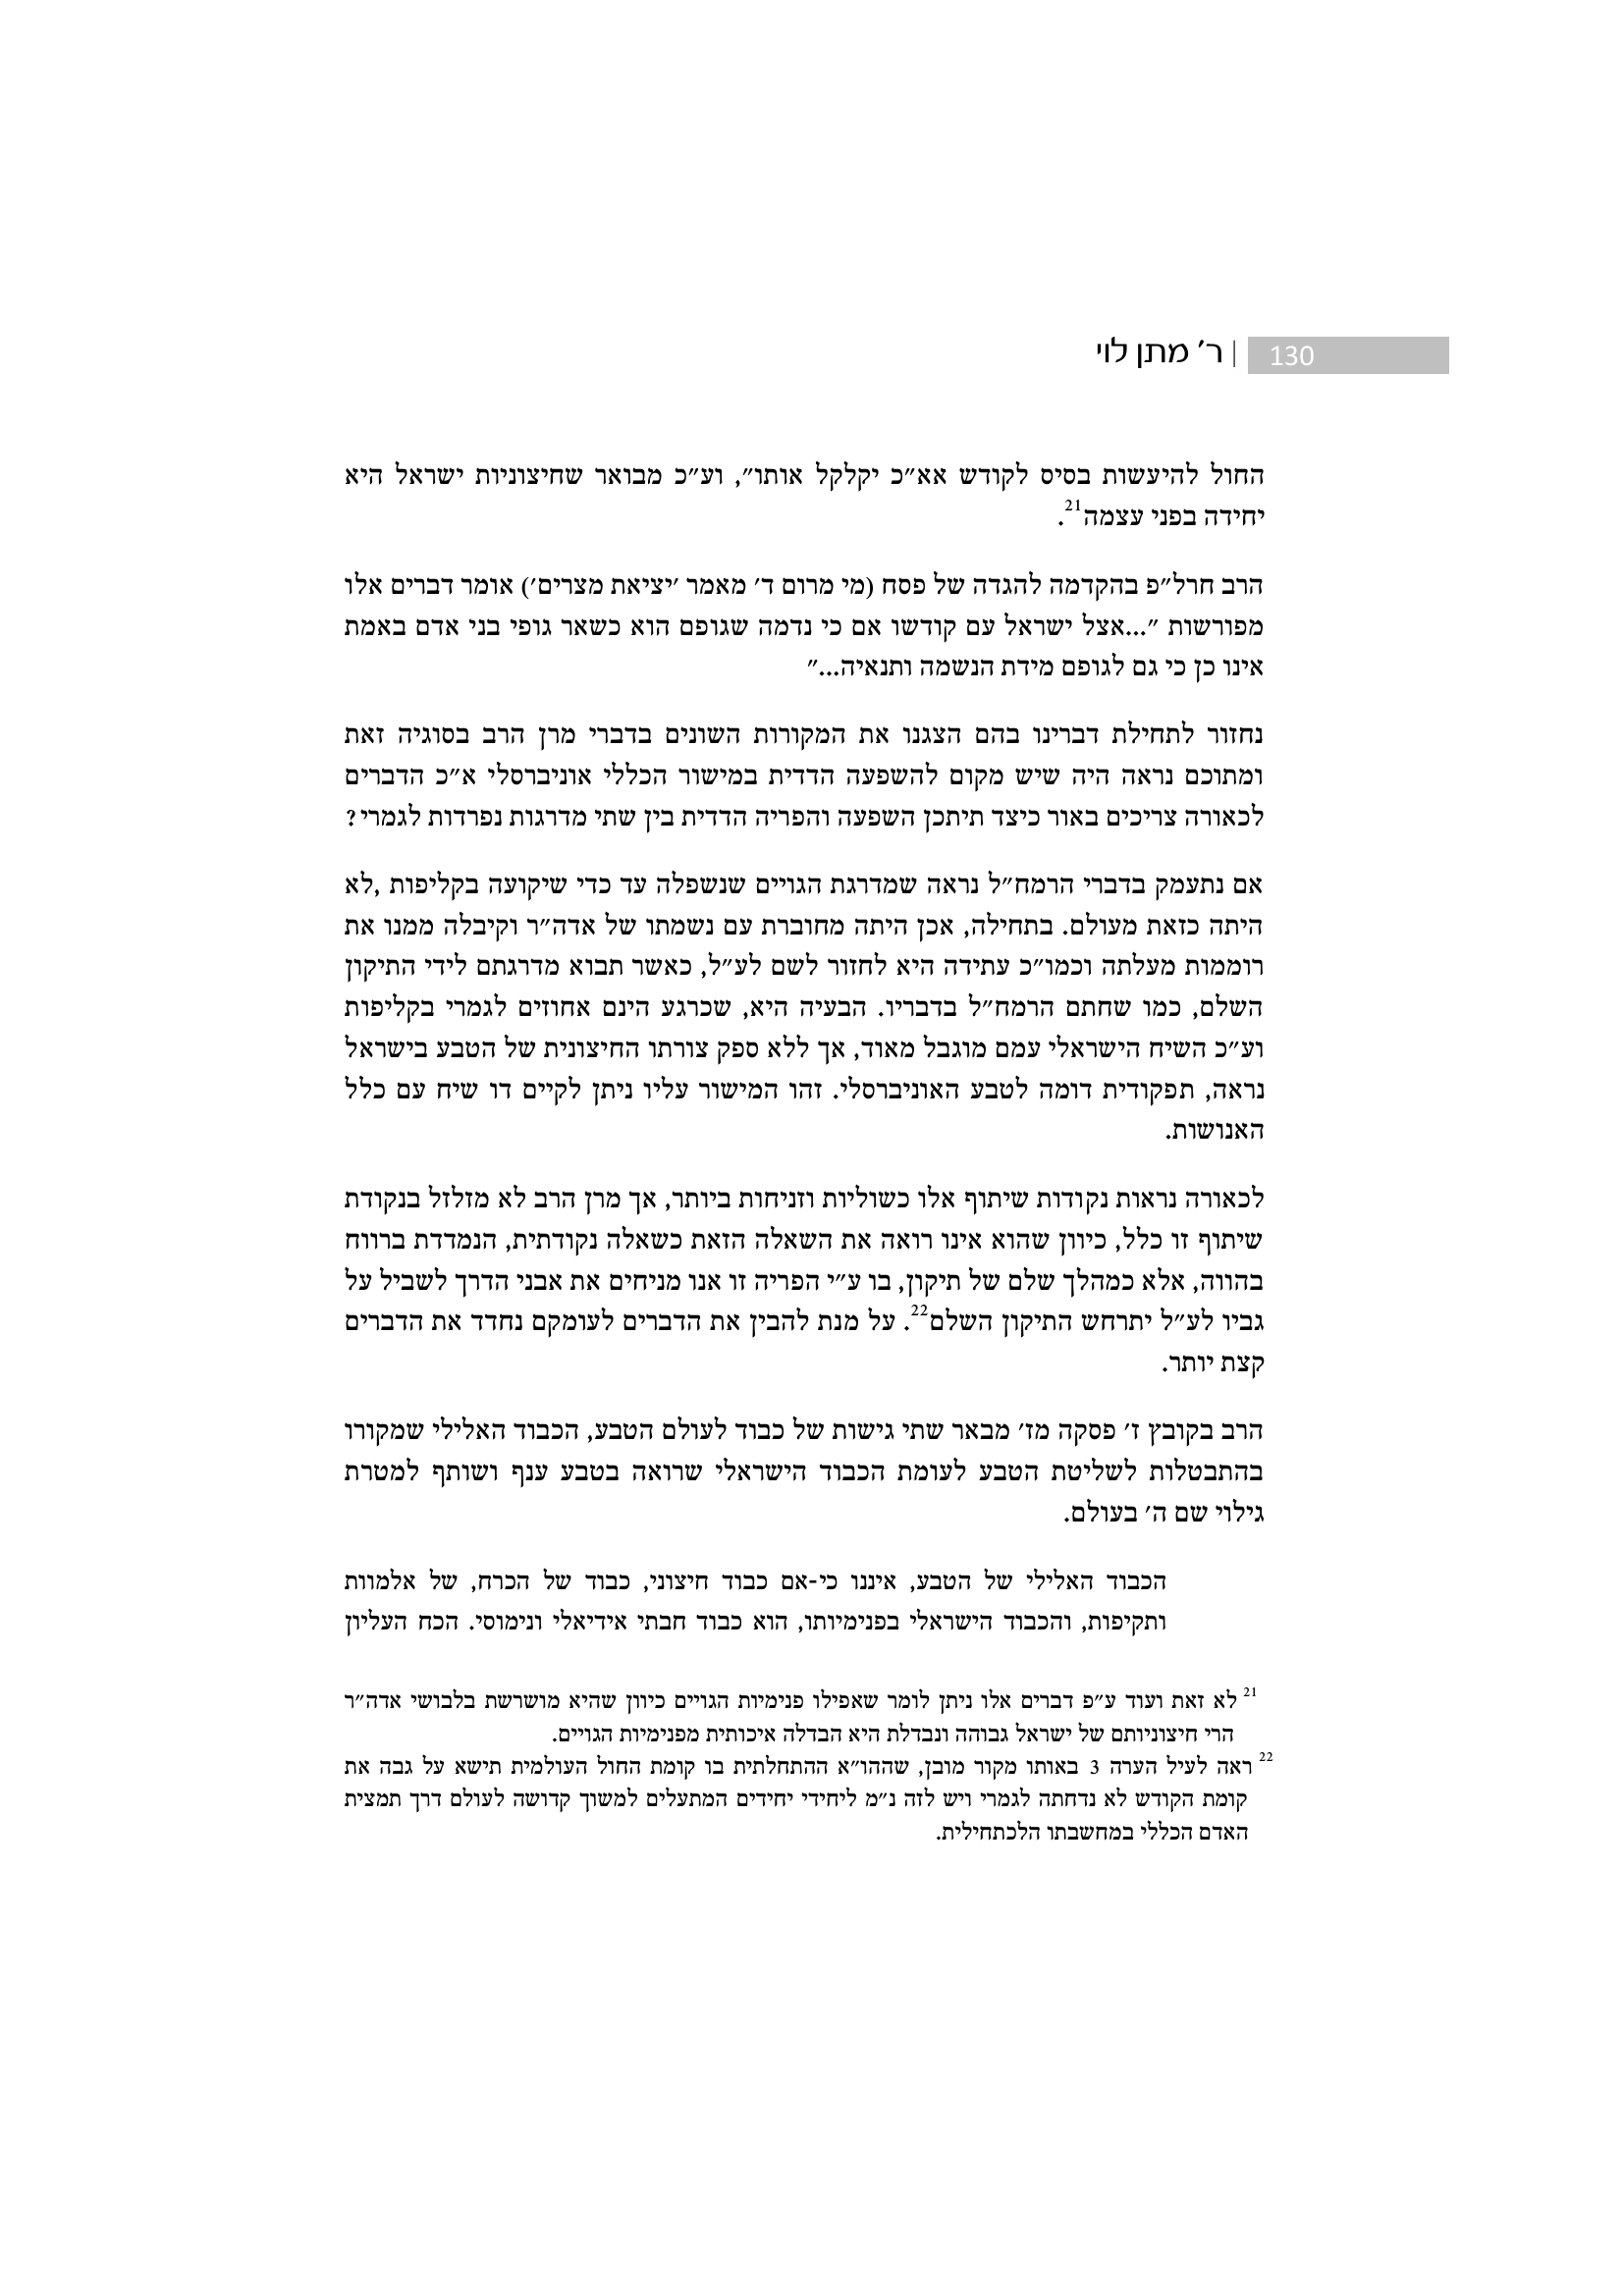 130 | ר' מתן לוי
החול להיעשות בסיס לקודש אא״כ יקלקל אותו״, וע״כ מבואר שחיצוניות ישראל היא
יחידה בפני עצמה21.
הרב חרל״פ בהקדמה להגדה של פסח (מי מרום ד׳ מאמר ׳יציאת מצרים׳) אומר דברים אלו
מפורשות ״...אצל ישראל עם קודשו אם כי נדמה שגופם הוא כשאר גופי בני אדם באמת
אינו כן כי גם לגופם מידת הנשמה ותנאיה...״
נחזור לתחילת דברינו בהם הצגנו את המקורות השונים בדברי מרן הרב בסוגיה זאת
ומתוכם נראה היה שיש מקום להשפעה הדדית במישור הכללי אוניברסלי א״כ הדברים
לכאורה צריכים באור כיצד תיתכן השפעה והפריה הדדית בין שתי מדרגות נפרדות לגמרי?
אם נתעמק בדברי הרמח״ל נראה שמדרגת הגויים שנשפלה עד כדי שיקועה בקליפות ,לא
היתה כזאת מעולם. בתחילה, אכן היתה מחוברת עם נשמתו של אדה״ר וקיבלה ממנו את
רוממות מעלתה וכמו״כ עתידה היא לחזור לשם לע״ל, כאשר תבוא מדרגתם לידי התיקון
השלם, כמו שחתם הרמח״ל בדבריו. הבעיה היא, שכרגע הינם אחוזים לגמרי בקליפות
וע״כ השיח הישראלי עמם מוגבל מאוד, אך ללא ספק צורתו החיצונית של הטבע בישראל
נראה, תפקודית דומה לטבע האוניברסלי. זהו המישור עליו ניתן לקיים דו שיח עם כלל
האנושות.
לכאורה נראות נקודות שיתוף אלו כשוליות וזניחות ביותר, אך מרן הרב לא מזלזל בנקודת
שיתוף זו כלל, כיוון שהוא אינו רואה את השאלה הזאת כשאלה נקודתית, הנמדדת ברווח
בהווה, אלא כמהלך שלם של תיקון, בו ע״י הפריה זו אנו מניחים את אבני הדרך לשביל על
גביו לע״ל יתרחש התיקון השלם22. על מנת להבין את הדברים לעומקם נחדד את הדברים
קצת יותר.
הרב בקובץ ז׳ פסקה מז׳ מבאר שתי גישות של כבוד לעולם הטבע, הכבוד האלילי שמקורו
בהתבטלות לשליטת הטבע לעומת הכבוד הישראלי שרואה בטבע ענף ושותף למטרת
גילוי שם ה׳ בעולם.
הכבוד האלילי של הטבע, איננו כי-אם כבוד חיצוני, כבוד של הכרח, של אלמוות
ותקיפות, והכבוד הישראלי בפנימיותו, הוא כבוד חבתי אידיאלי ונימוסי. הכח העליון
21 לא זאת ועוד ע״פ דברים אלו ניתן לומר שאפילו פנימיות הגויים כיוון שהיא מושרשת בלבושי אדה״ר
הרי חיצוניותם של ישראל גבוהה ונבדלת היא הבדלה איכותית מפנימיות הגויים.
22 ראה לעיל הערה 3 באותו מקור מובן, שההו״א ההתחלתית בו קומת החול העולמית תישא על גבה את
קומת הקודש לא נדחתה לגמרי ויש לזה נ״מ ליחידי יחידים המתעלים למשוך קדושה לעולם דרך תמצית
האדם הכללי במחשבתו הלכתחילית.